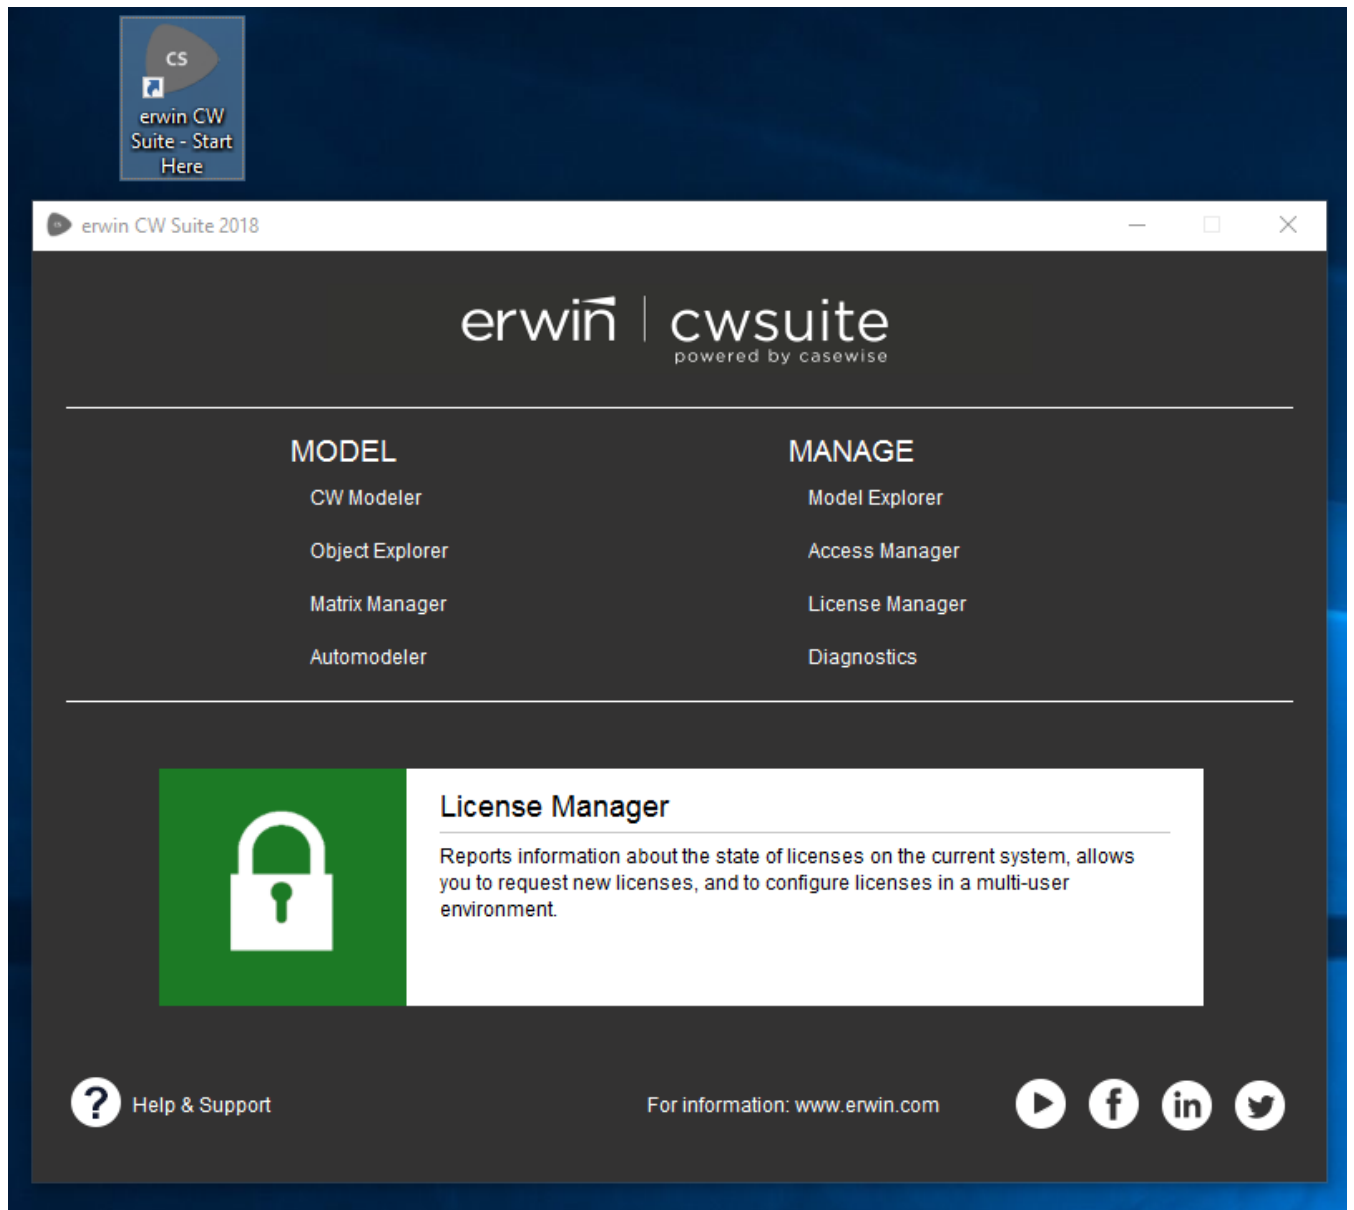 cs
erwin CW
Suite - Start
Here
erwin CW Suite 2018
erwin | cwsuite
powered by casewise
MODEL
MANAGE
CW Modeler
Model Explorer
Object Explorer
Access Manager
Matrix Manager
License Manager
Automodeler
Diagnostics
License Manager
Reports information about the state of licenses on the current system, allows
you to request new licenses, and to configure licenses in a multi-user
environment.
? Help & Support
For information: www.erwin.com
f
in